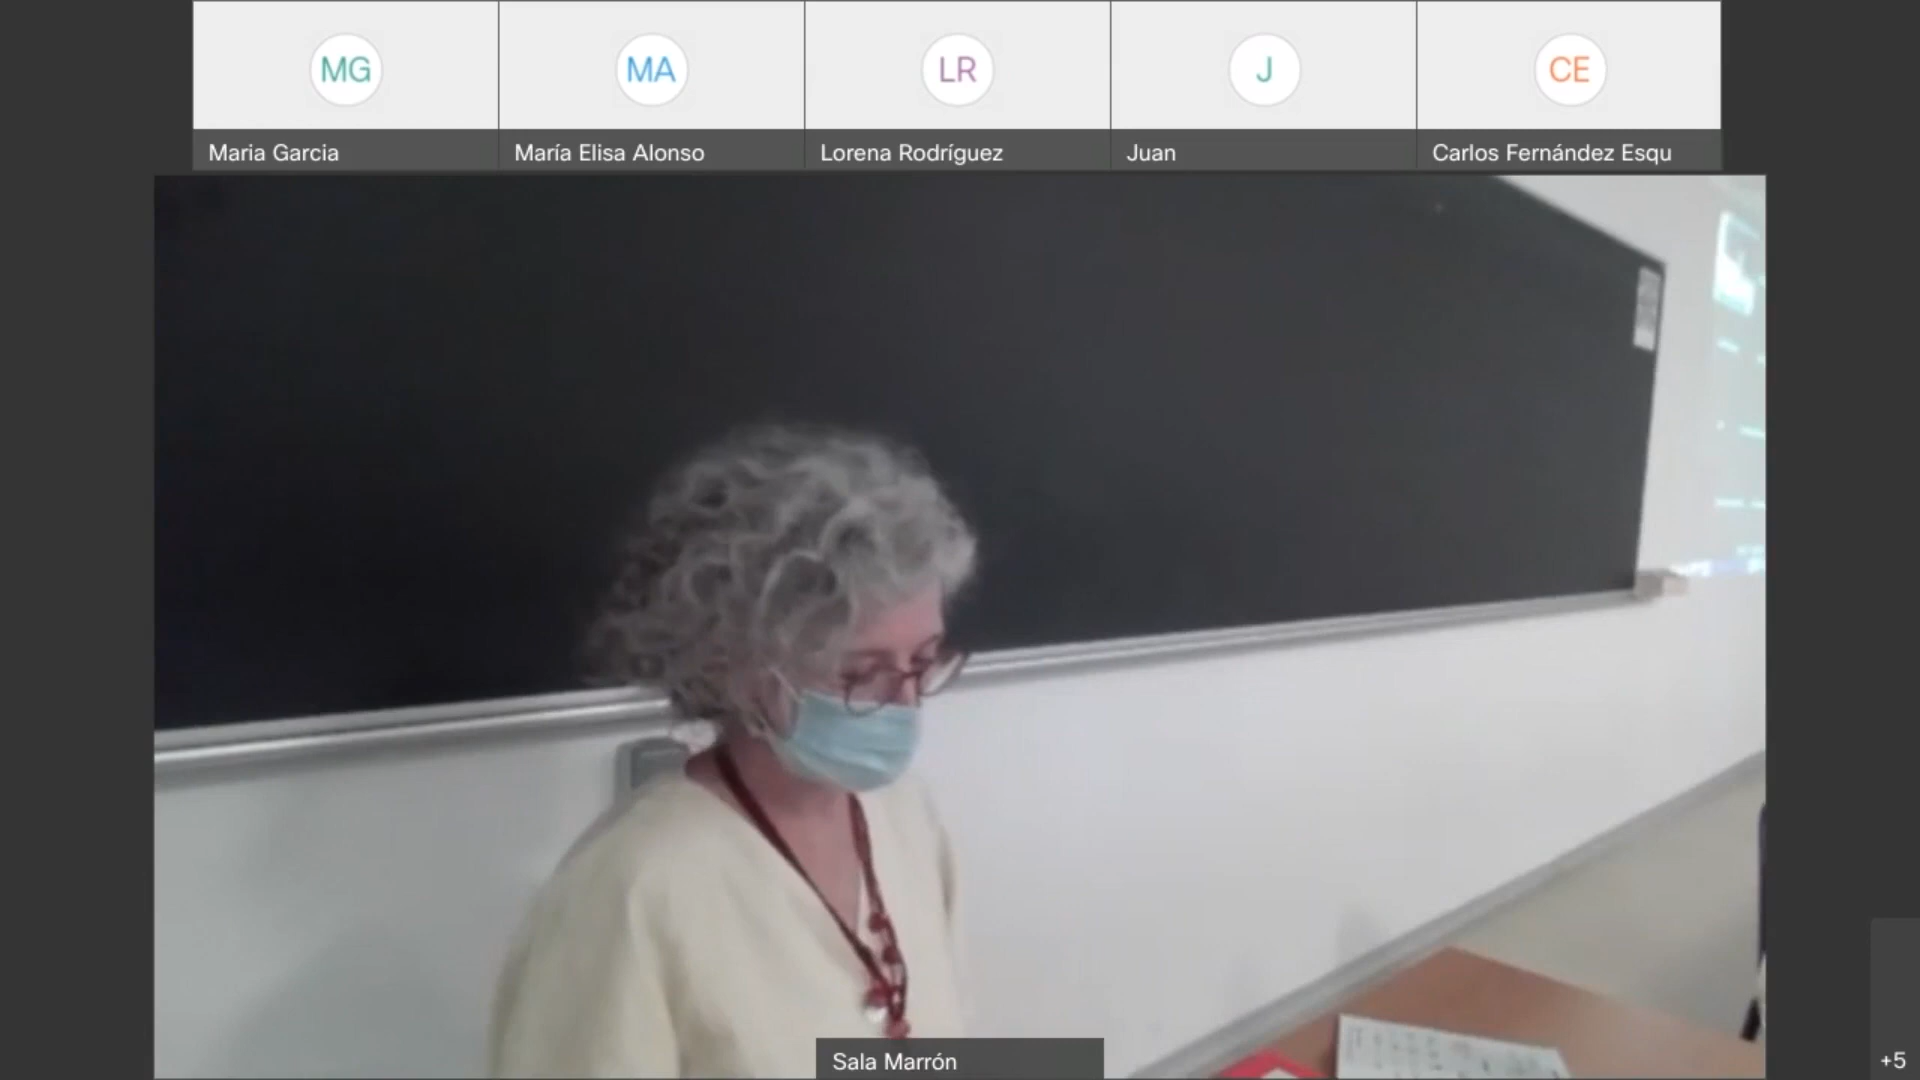 MG
MA
LR
J
CE
Maria Garcia
María Elisa Alonso
Lorena Rodríguez
Juan
Carlos Fernández Esqu
Sala Marrón
+5